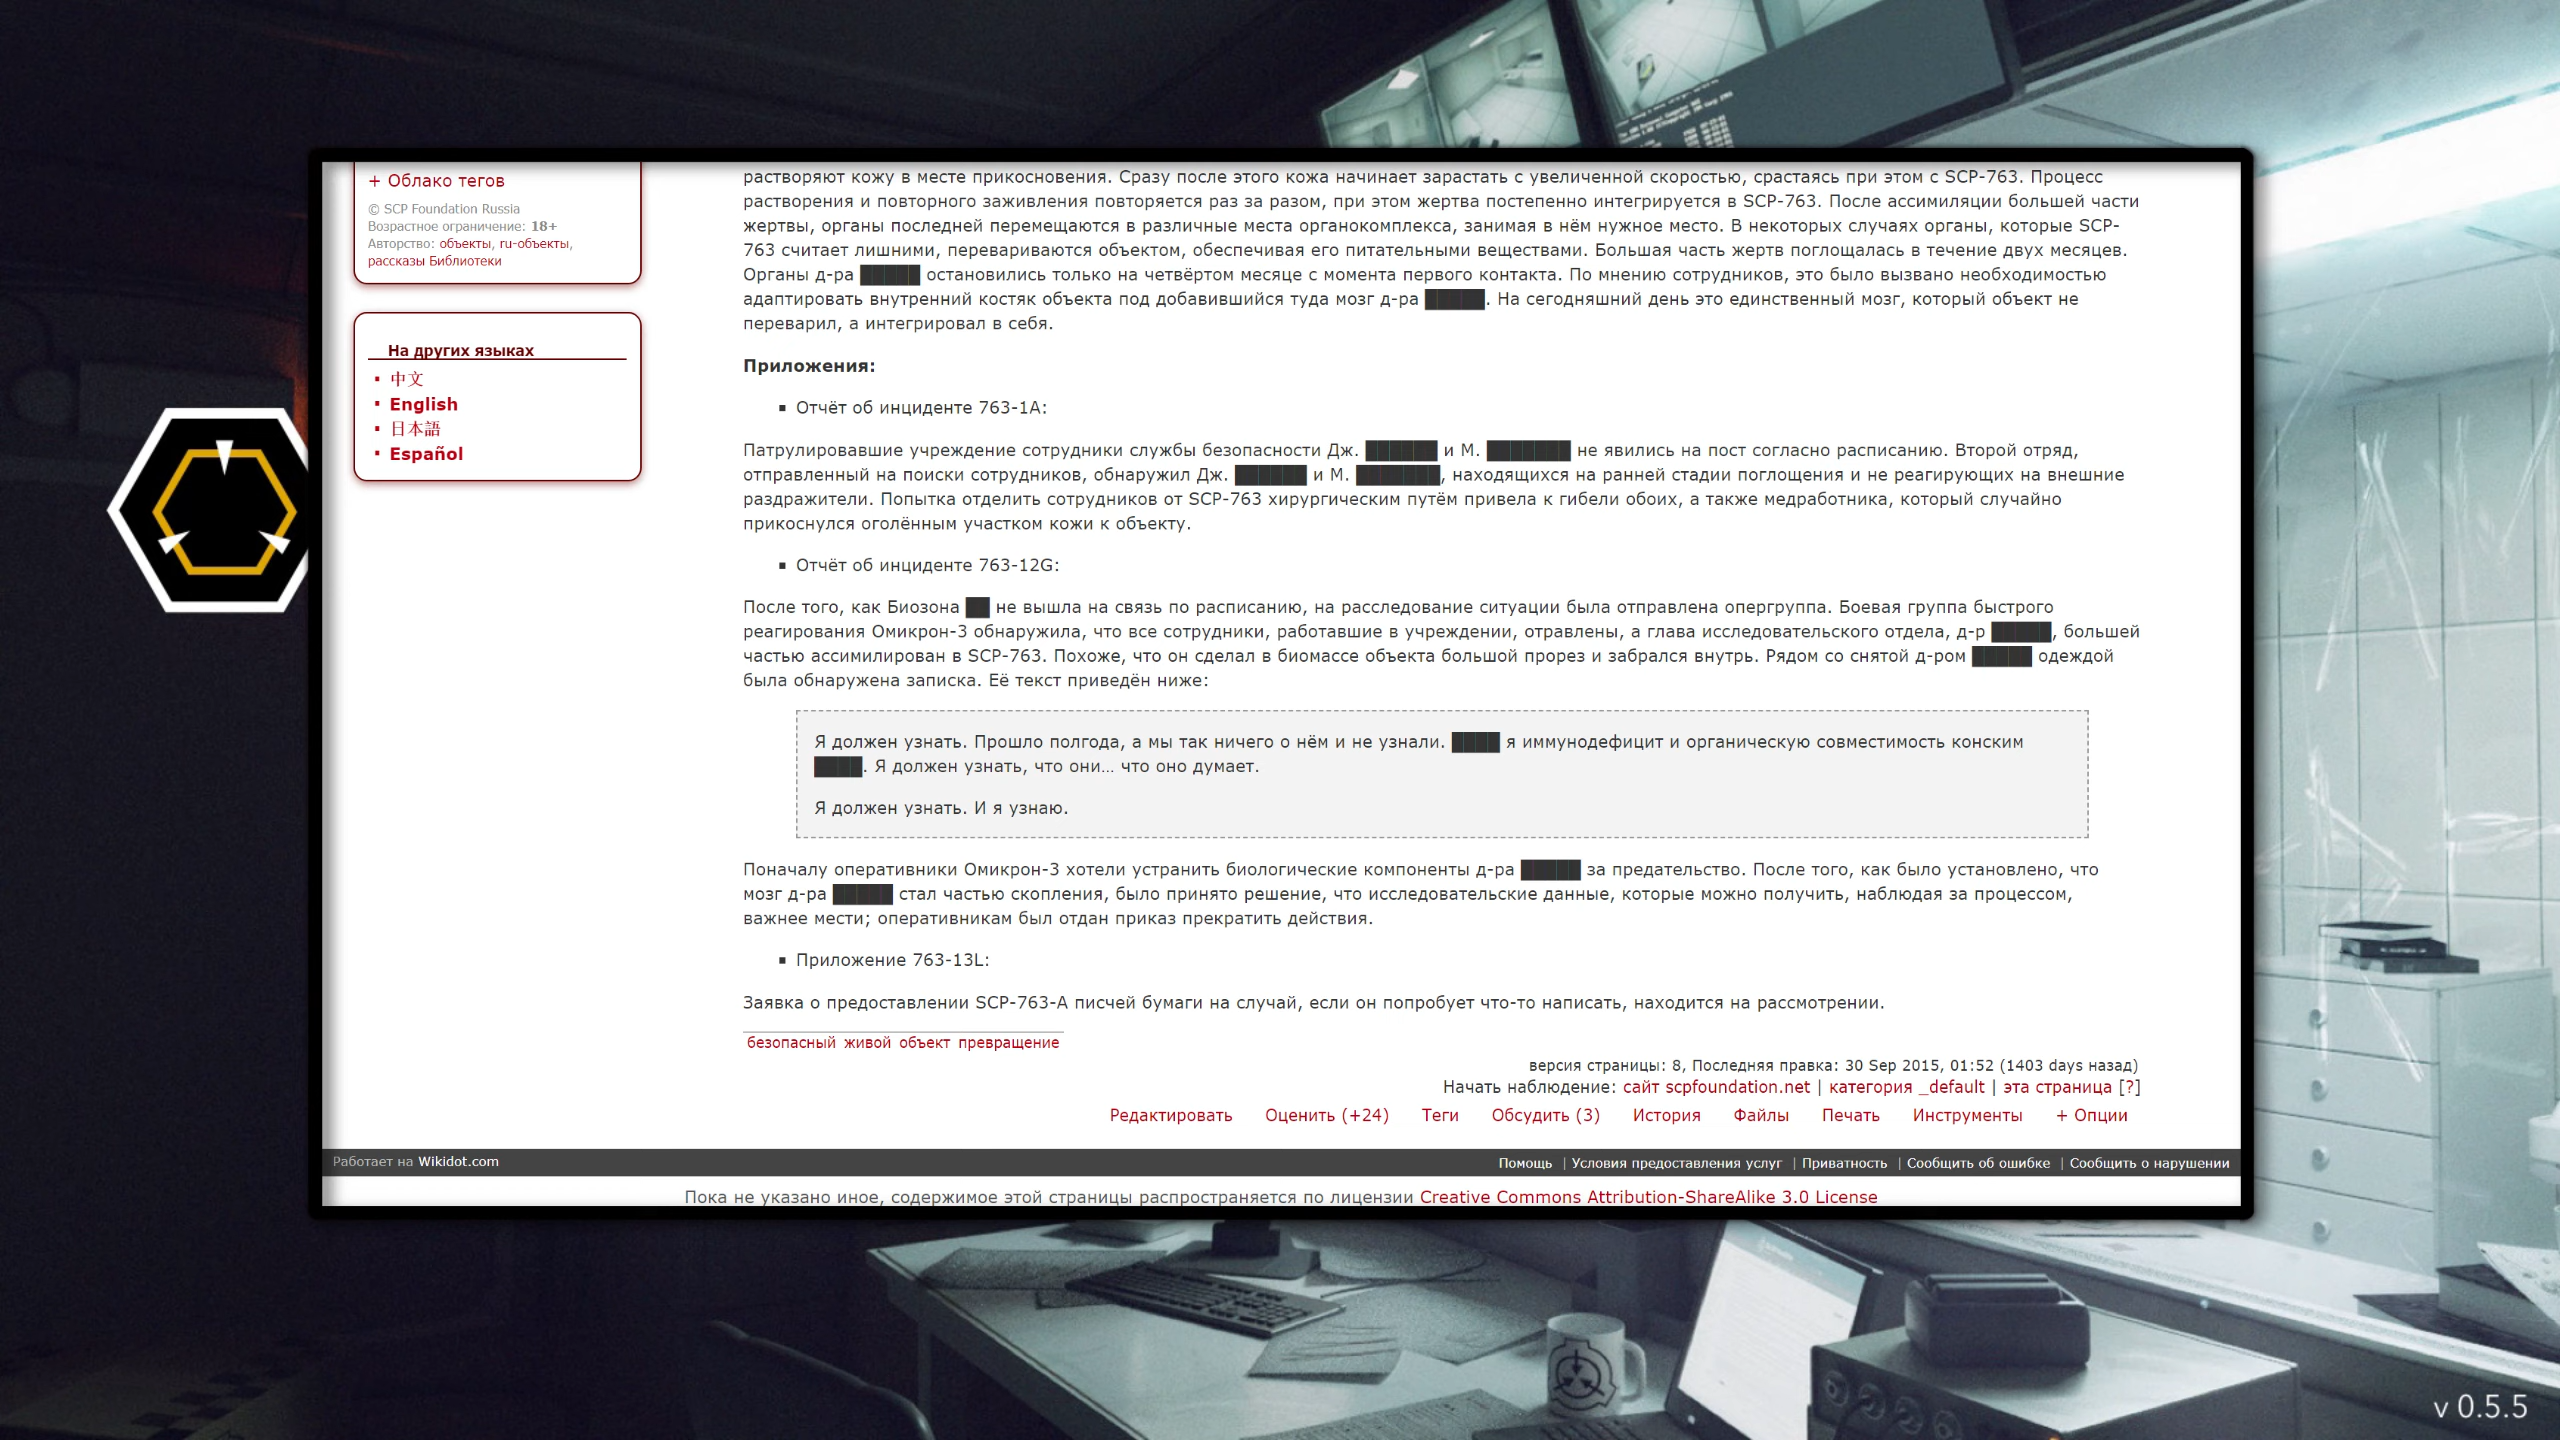 + Облако тегов
© SCP Foundation Russia
Возрастное ограничение: 18+
Авторство: объекты, ru-объекты,
рассказы Библиотеки
На других языках
中文
English
日本語
Español
растворяют кожу в месте прикосновения. Сразу после этого кожа начинает зарастать с увеличенной скоростью, срастаясь при этом с SCP-763. Процесс
растворения и повторного заживления повторяется раз за разом, при этом жертва постепенно интегрируется в SCP-763. После ассимиляции большей части
жертвы, органы последней перемещаются в различные места органокомплекса, занимая в нём нужное место. В некоторых случаях органы, которые SCP-
763 считает лишними, перевариваются объектом, обеспечивая его питательными веществами. Большая часть жертв поглощалась в течение двух месяцев.
Органы д-ра █████ остановились только на четвёртом месяце с момента первого контакта. По мнению сотрудников, это было вызвано необходимостью
адаптировать внутренний костяк объекта под добавившийся туда мозг д-ра █████. На сегодняшний день это единственный мозг, который объект не
переварил, а интегрировал в себя.
Приложения:
Отчёт об инциденте 763-1A:
Патрулировавшие учреждение сотрудники службы безопасности Дж. ██████ и М. ███████ не явились на пост согласно расписанию. Второй отряд,
отправленный на поиски сотрудников, обнаружил Дж. ██████ и М. ███████, находящихся на ранней стадии поглощения и не реагирующих на внешние
раздражители. Попытка отделить сотрудников от SCP-763 хирургическим путём привела к гибели обоих, а также медработника, который случайно
прикоснулся оголённым участком кожи к объекту.
Отчёт об инциденте 763-12G:
После того, как Биозона ██ не вышла на связь по расписанию, на расследование ситуации была отправлена опергруппа. Боевая группа быстрого
реагирования Омикрон-3 обнаружила, что все сотрудники, работавшие в учреждении, отравлены, а глава исследовательского отдела, д-р █████, большей
частью ассимилирован в SCP-763. Похоже, что он сделал в биомассе объекта большой прорез и забрался внутрь. Рядом со снятой д-ром █████ одеждой
была обнаружена записка. Её текст приведён ниже:
Я должен узнать. Прошло полгода, а мы так ничего о нём и не узнали. ████ я иммунодефицит и органическую совместимость конским
████. Я должен узнать, что они… что оно думает.
Я должен узнать. И я узнаю.
Поначалу оперативники Омикрон-3 хотели устранить биологические компоненты д-ра █████ за предательство. После того, как было установлено, что
мозг д-ра █████ стал частью скопления, было принято решение, что исследовательские данные, которые можно получить, наблюдая за процессом,
важнее мести; оперативникам был отдан приказ прекратить действия.
Приложение 763-13L:
Заявка о предоставлении SCP-763-A писчей бумаги на случай, если он попробует что-то написать, находится на рассмотрении.
безопасный живой объект превращение
версия страницы: 8, Последняя правка: 30 Sep 2015, 01:52 (1403 days назад)
Начать наблюдение: сайт scpfoundation.net | категория _default | эта страница [?]
Редактировать Оценить (+24) Теги Обсудить (3) История Файлы Печать Инструменты + Опции
Работает на Wikidot.com
Помощь | Условия предоставления услуг | Приватность | Сообщить об ошибке | Сообщить о нарушении
Пока не указано иное, содержимое этой страницы распространяется по лицензии Creative Commons Attribution-ShareAlike 3.0 License
v 0.5.5